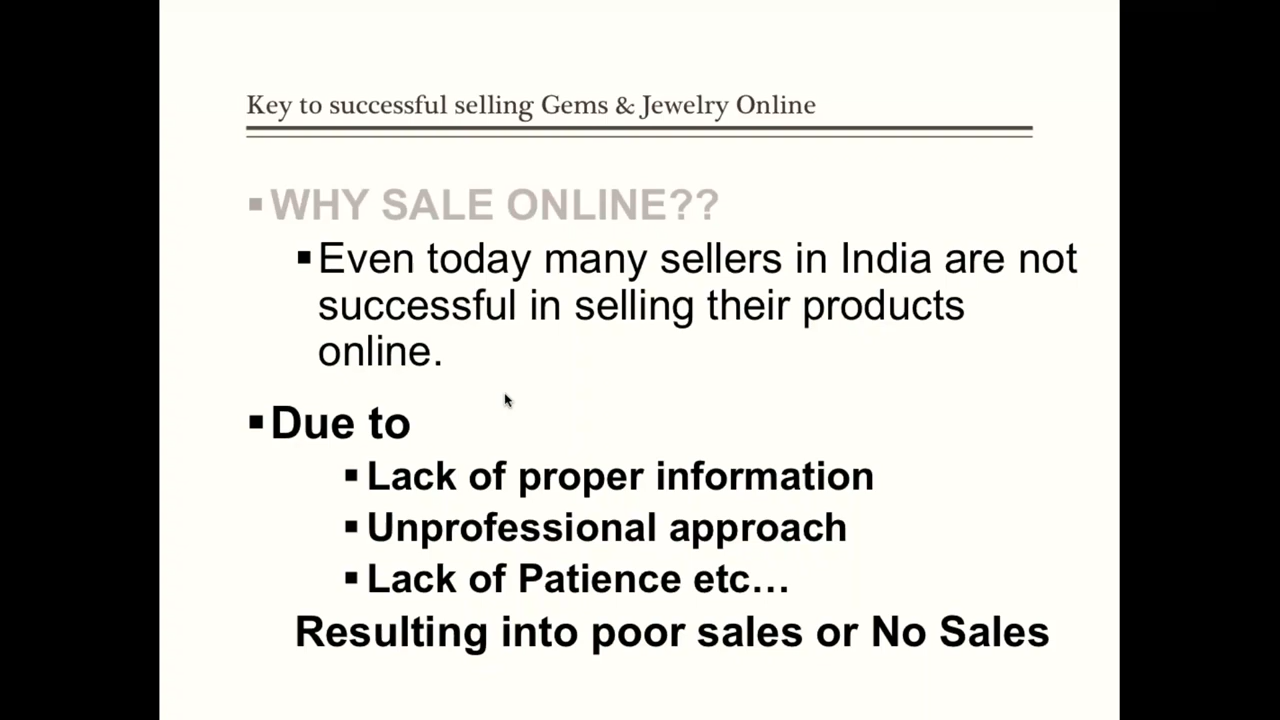 Key to successful selling Gems & Jewelry Online
▪WHY SALE ONLINE??
▪Even today many sellers in India are not
successful in selling their products
online.
▪Due to
▪Lack of proper information
▪Unprofessional approach
▪Lack of Patience etc…
Resulting into poor sales or No Sales